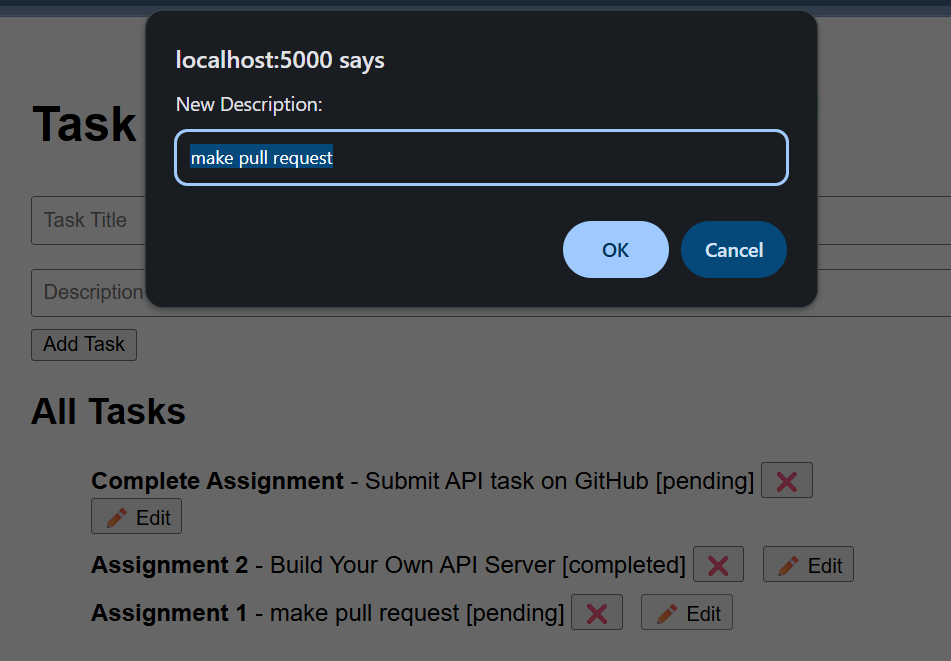 localhost:5000 says
New Description:
make pull request
OK Cancel
Task
Task Title
Description
Add Task
All Tasks
Complete Assignment - Submit API task on GitHub [pending]
Edit
Assignment 2 - Build Your Own API Server [completed] Edit
Assignment 1 - make pull request [pending] Edit